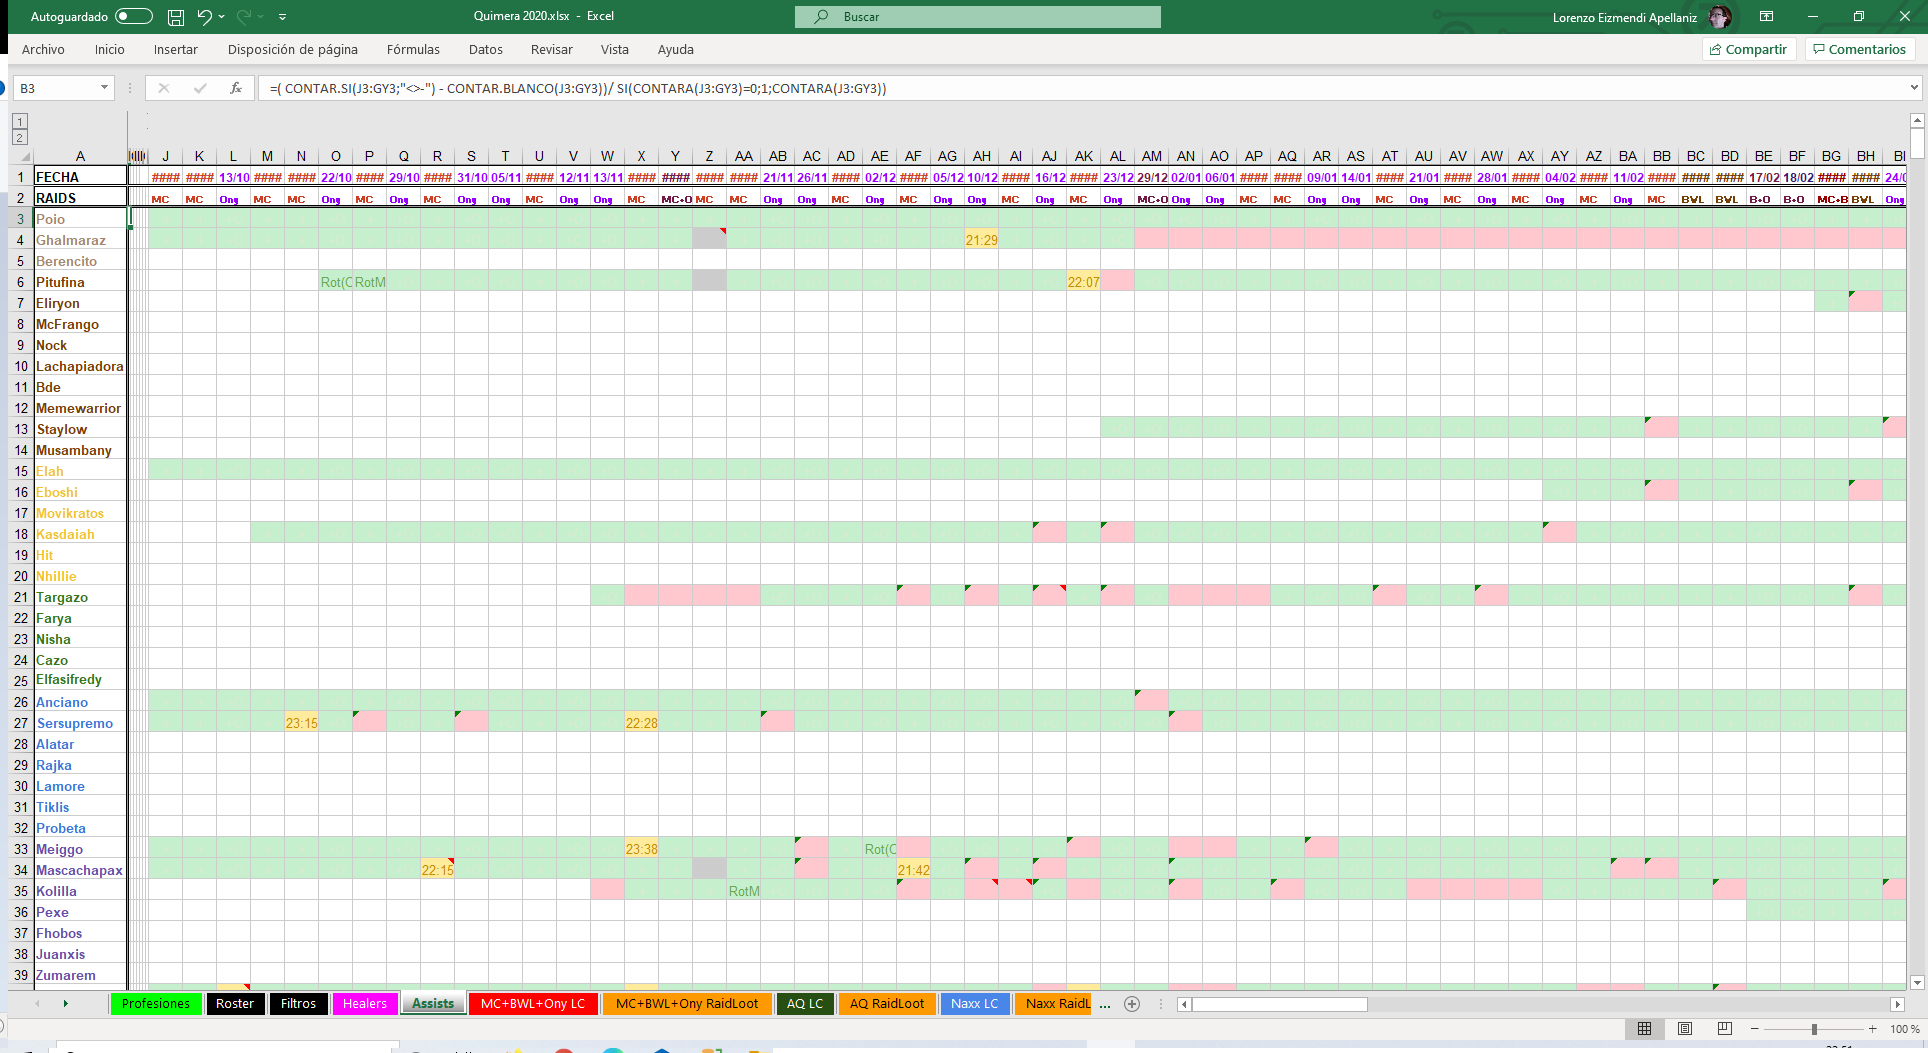 Autoguardado
Quimera 2020.xlsx - Excel
Buscar
Lorenzo Eizmendi Apellaniz
Archivo Inicio Insertar Disposición de página Fórmulas Datos Revisar Vista Ayuda
Compartir Comentarios
B3
fx
=( CONTAR.SI(J3:GY3;"<>-") - CONTAR.BLANCO(J3:GY3))/ SI(CONTARA(J3:GY3)=0;1;CONTARA(J3:GY3))
1
2
A J K L M N O P Q R S T U V W X Y Z AA AB AC AD AE AF AG AH AI AJ AK AL AM AN AO AP AQ AR AS AT AU AV AW AX AY AZ BA BB BC BD BE BF BG BH BI
1 FECHA #### #### 13/10 #### #### 22/10 #### 29/10 #### 31/10 05/11 #### 12/11 13/11 #### #### #### #### 21/11 26/11 #### 02/12 #### 05/12 10/12 #### 16/12 #### 23/12 29/12 02/01 06/01 #### #### 09/01 14/01 #### 21/01 #### 28/01 #### 04/02 #### 11/02 #### #### #### 17/02 18/02 #### #### 24/0
2 RAIDS MC MC Ony MC MC Ony MC Ony MC Ony Ony MC Ony Ony MC MC+O MC MC Ony Ony MC Ony MC Ony Ony MC Ony MC Ony MC+O Ony Ony MC MC Ony Ony MC Ony MC Ony MC Ony MC Ony MC BWL BWL B+O B+O MC+B BWL Ony
3 Poio
4 Ghalmaraz 21:29
5 Berencito
6 Pitufina Rot(C RotM 22:07
7 Eliryon
8 McFrango
9 Nock
10 Lachapiadora
11 Bde
12 Memewarrior
13 Staylow
14 Musambany
15 Elah
16 Eboshi
17 Movikratos
18 Kasdaiah
19 Hit
20 Nhillie
21 Targazo
22 Farya
23 Nisha
24 Cazo
25 Elfasifredy
26 Anciano
27 Sersupremo 23:15 22:28
28 Alatar
29 Rajka
30 Lamore
31 Tiklis
32 Probeta
33 Meiggo 23:38 Rot(C
34 Mascachapax 22:15 21:42
35 Kolilla RotM
36 Pexe
37 Fhobos
38 Juanxis
39 Zumarem
Profesiones Roster Filtros Healers Assists MC+BWL+Ony LC MC+BWL+Ony RaidLoot AQ LC AQ RaidLoot Naxx LC Naxx RaidL ...
100 %